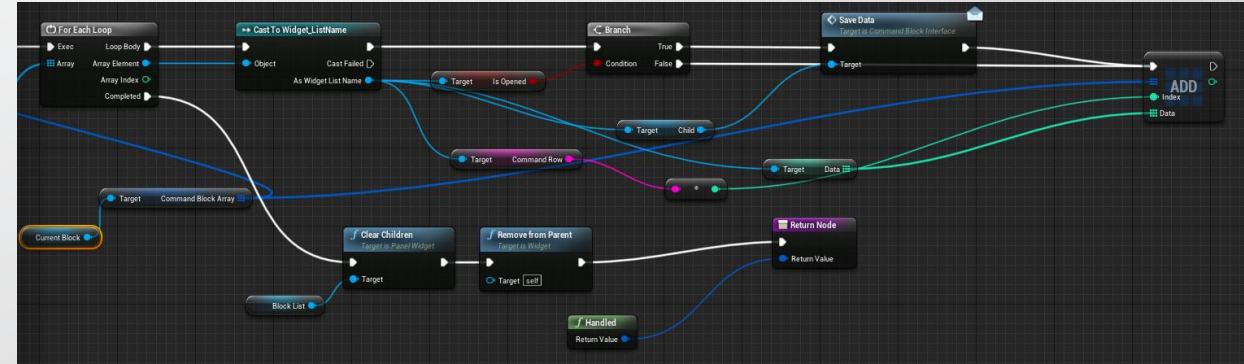 For Each Loop
Exec Loop Body
Array Array Element
Array Index
Completed
Cast To Widget_ListName
Object Cast Failed
As Widget List Name
Target Is Opened
Branch
True
Condition False
Save Data
Target is Command Block Interface
Target
ADD
Index
Data
Target Child
Target Command Row
Target Data
Target Command Block Array
Current Block
Clear Children
Target is Panel Widget
Target
Remove from Parent
Target is Widget
Target self
Block List
Return Node
Return Value
Handled
Return Value